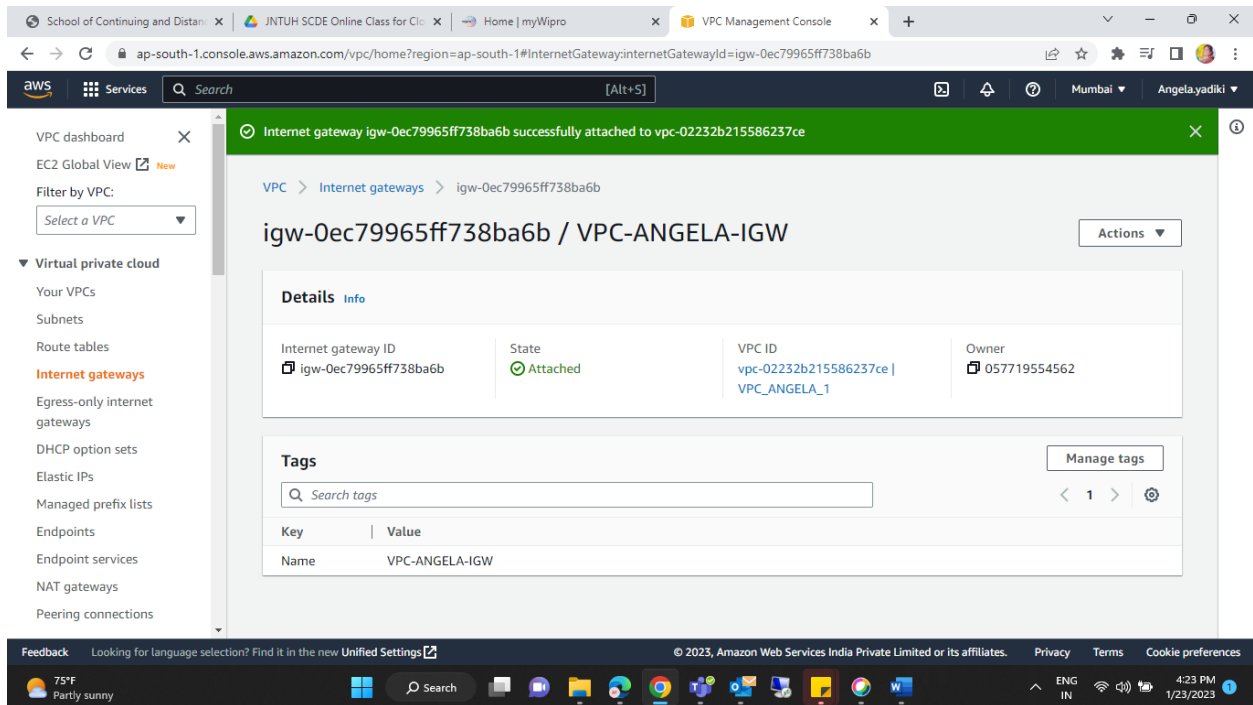 School of Continuing and Distanc
JNTUH SCDE Online Class for Clo
Home | myWipro
VPC Management Console
ap-south-1.console.aws.amazon.com/vpc/home?region=ap-south-1#InternetGateway:internetGatewayId=igw-0ec79965ff738ba6b
aws
Services
Search
[Alt+S]
Mumbai
Angela.yadiki
VPC dashboard
EC2 Global View
New
Filter by VPC:
Select a VPC
Virtual private cloud
Your VPCs
Subnets
Route tables
Internet gateways
Egress-only internet
gateways
DHCP option sets
Elastic IPs
Managed prefix lists
Endpoints
Endpoint services
NAT gateways
Peering connections
Internet gateway igw-0ec79965ff738ba6b successfully attached to vpc-02232b215586237ce
VPC > Internet gateways > igw-0ec79965ff738ba6b
igw-0ec79965ff738ba6b / VPC-ANGELA-IGW
Actions
Details Info
Internet gateway ID
igw-0ec79965ff738ba6b
State
Attached
VPC ID
vpc-02232b215586237ce |
VPC_ANGELA_1
Owner
057719554562
Tags
Manage tags
Search tags
1
Key Value
Name VPC-ANGELA-IGW
Feedback Looking for language selection? Find it in the new Unified Settings
© 2023, Amazon Web Services India Private Limited or its affiliates. Privacy Terms Cookie preferences
75°F
Partly sunny
Search
ENG
IN
4:23 PM
1/23/2023
1